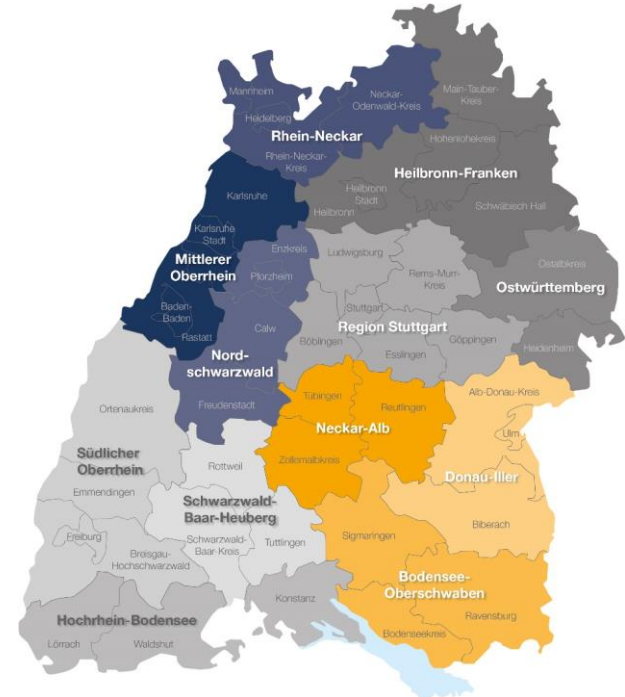 Mannheim
Neckar-
Odenwald-Kreis
Main-Tauber-
Kreis
Heidelberg
Rhein-Neckar
Hohenlohekreis
Rhein-Neckar-
Kreis
Heilbronn-Franken
Karlsruhe
Heilbronn
Stadt
Heilbronn
Schwäbisch Hall
Karlsruhe
Stadt
Enzkreis
Ludwigsburg
Mittlerer
Oberrhein
Pforzheim
Rems-Murr-
Kreis
Ostalbkreis
Ostwürttemberg
Baden-
Baden
Stuttgart
Region Stuttgart
Rastatt
Calw
Böblingen
Esslingen
Göppingen
Heidenheim
Nord-
schwarzwald
Freudenstadt
Tübingen
Reutlingen
Alb-Donau-Kreis
Ortenaukreis
Neckar-Alb
Ulm
Südlicher
Oberrhein
Rottweil
Zollernalbkreis
Donau-Iller
Emmendingen
Schwarzwald-
Baar-Heuberg
Biberach
Freiburg
Schwarzwald-
Baar-Kreis
Tuttlingen
Sigmaringen
Breisgau-
Hochschwarzwald
Bodensee-
Oberschwaben
Konstanz
Hochrhein-Bodensee
Ravensburg
Lörrach
Waldshut
Bodenseekreis